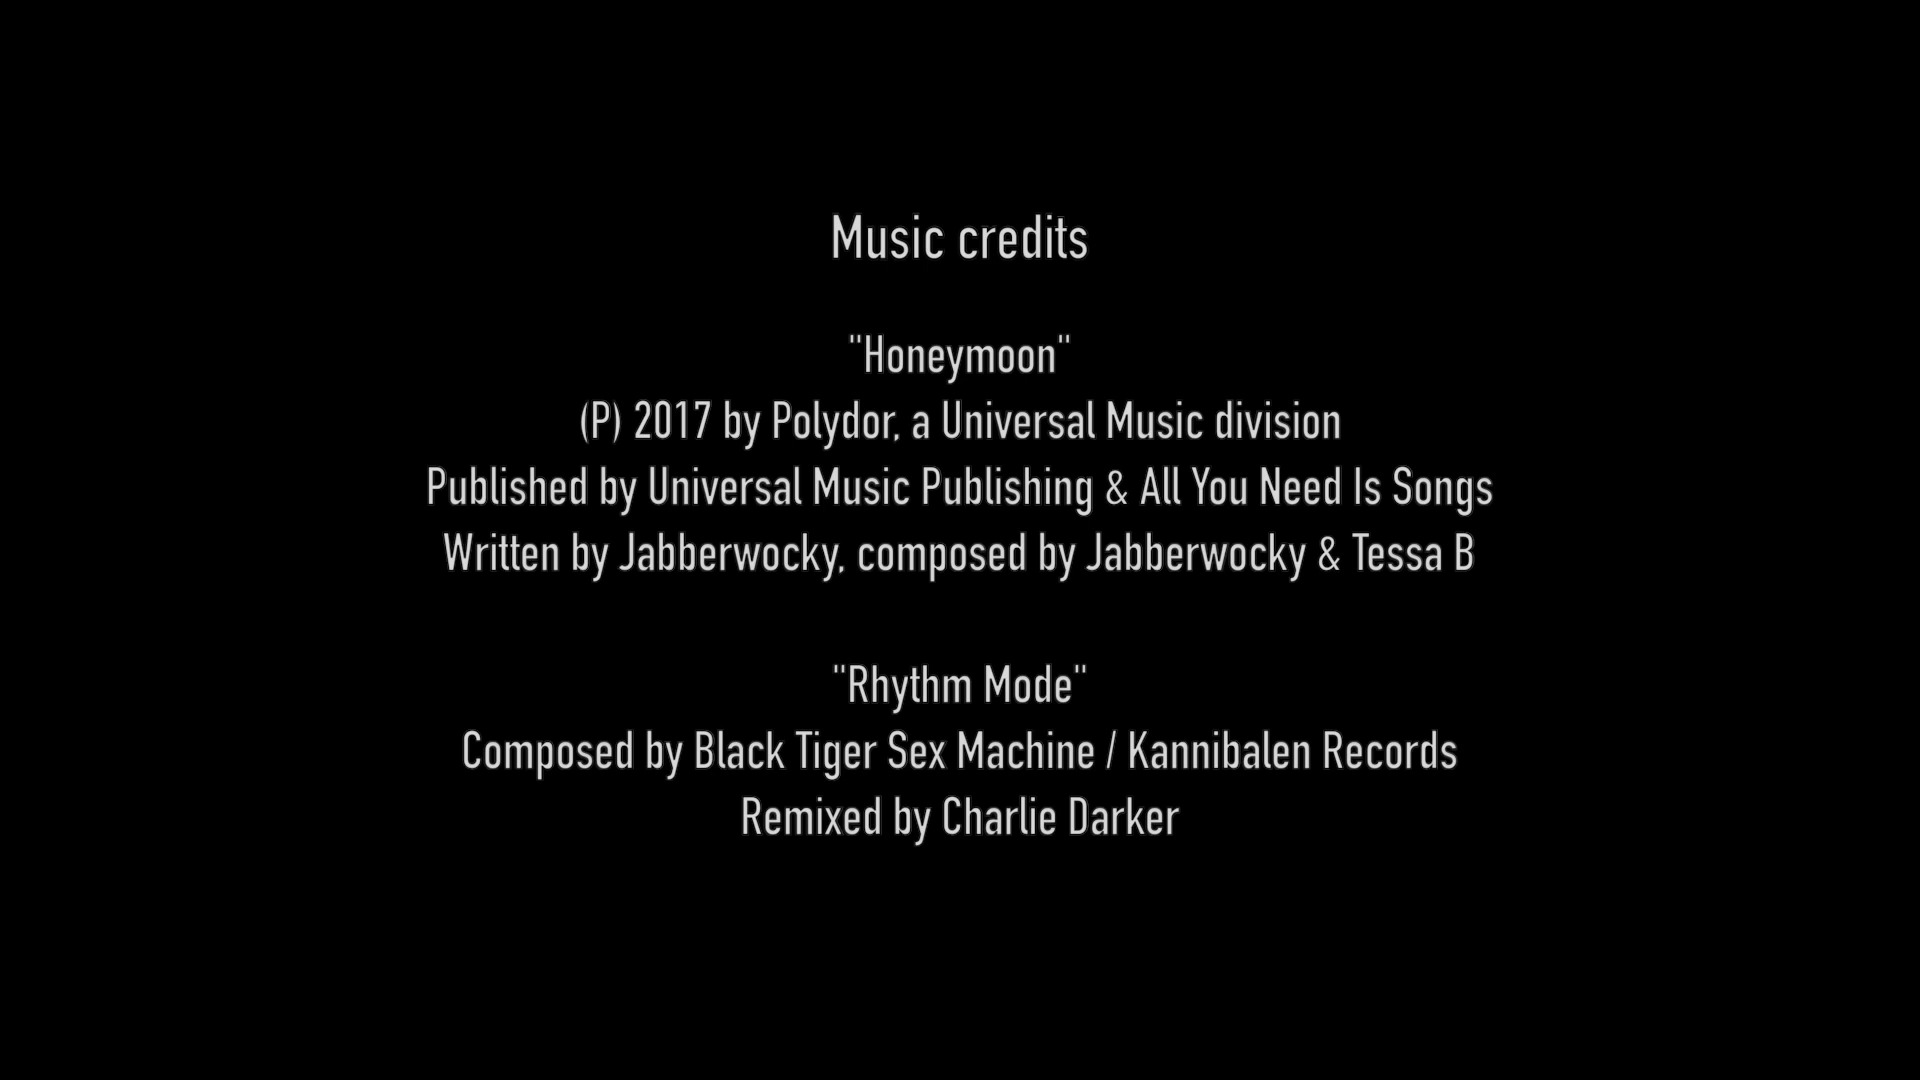 Music credits
"Honeymoon"
(P) 2017 by Polydor, a Universal Music division
Published by Universal Music Publishing & All You Need Is Songs
Written by Jabberwocky, composed by Jabberwocky & Tessa B
"Rhythm Mode"
Composed by Black Tiger Sex Machine / Kannibalen Records
Remixed by Charlie Darker